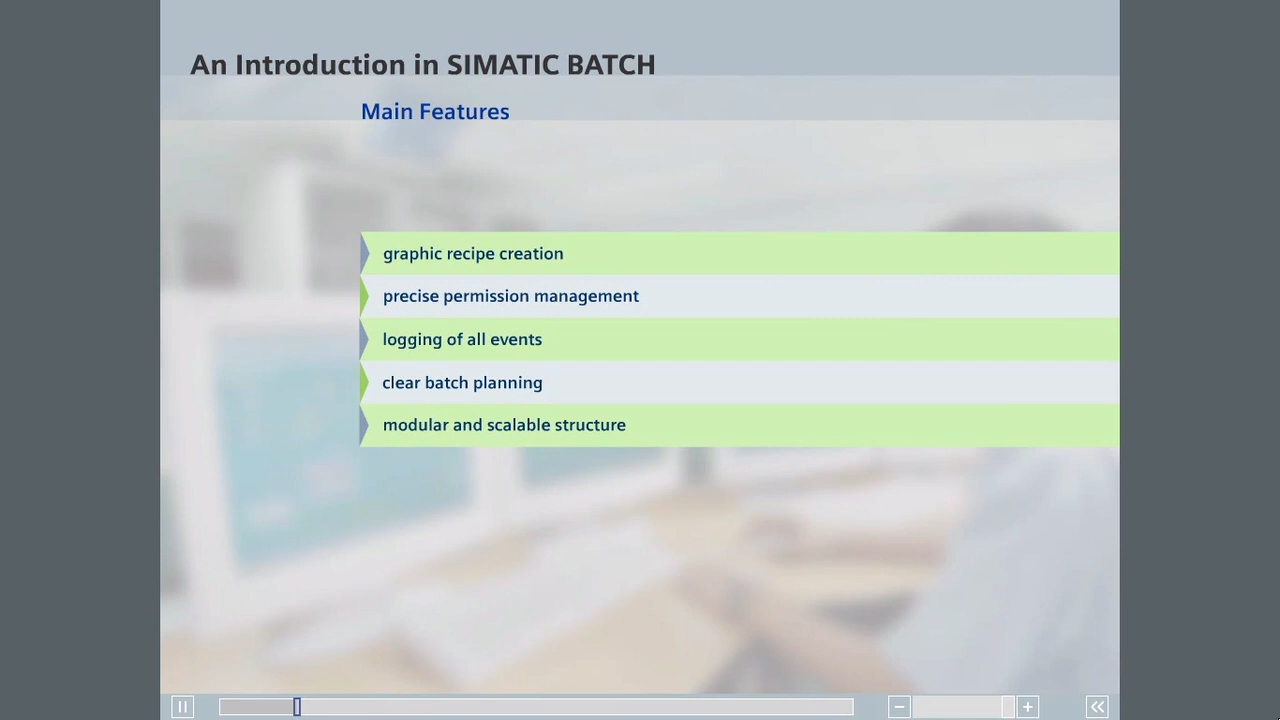 An Introduction in SIMATIC BATCH
Main Features
graphic recipe creation
precise permission management
logging of all events
clear batch planning
modular and scalable structure